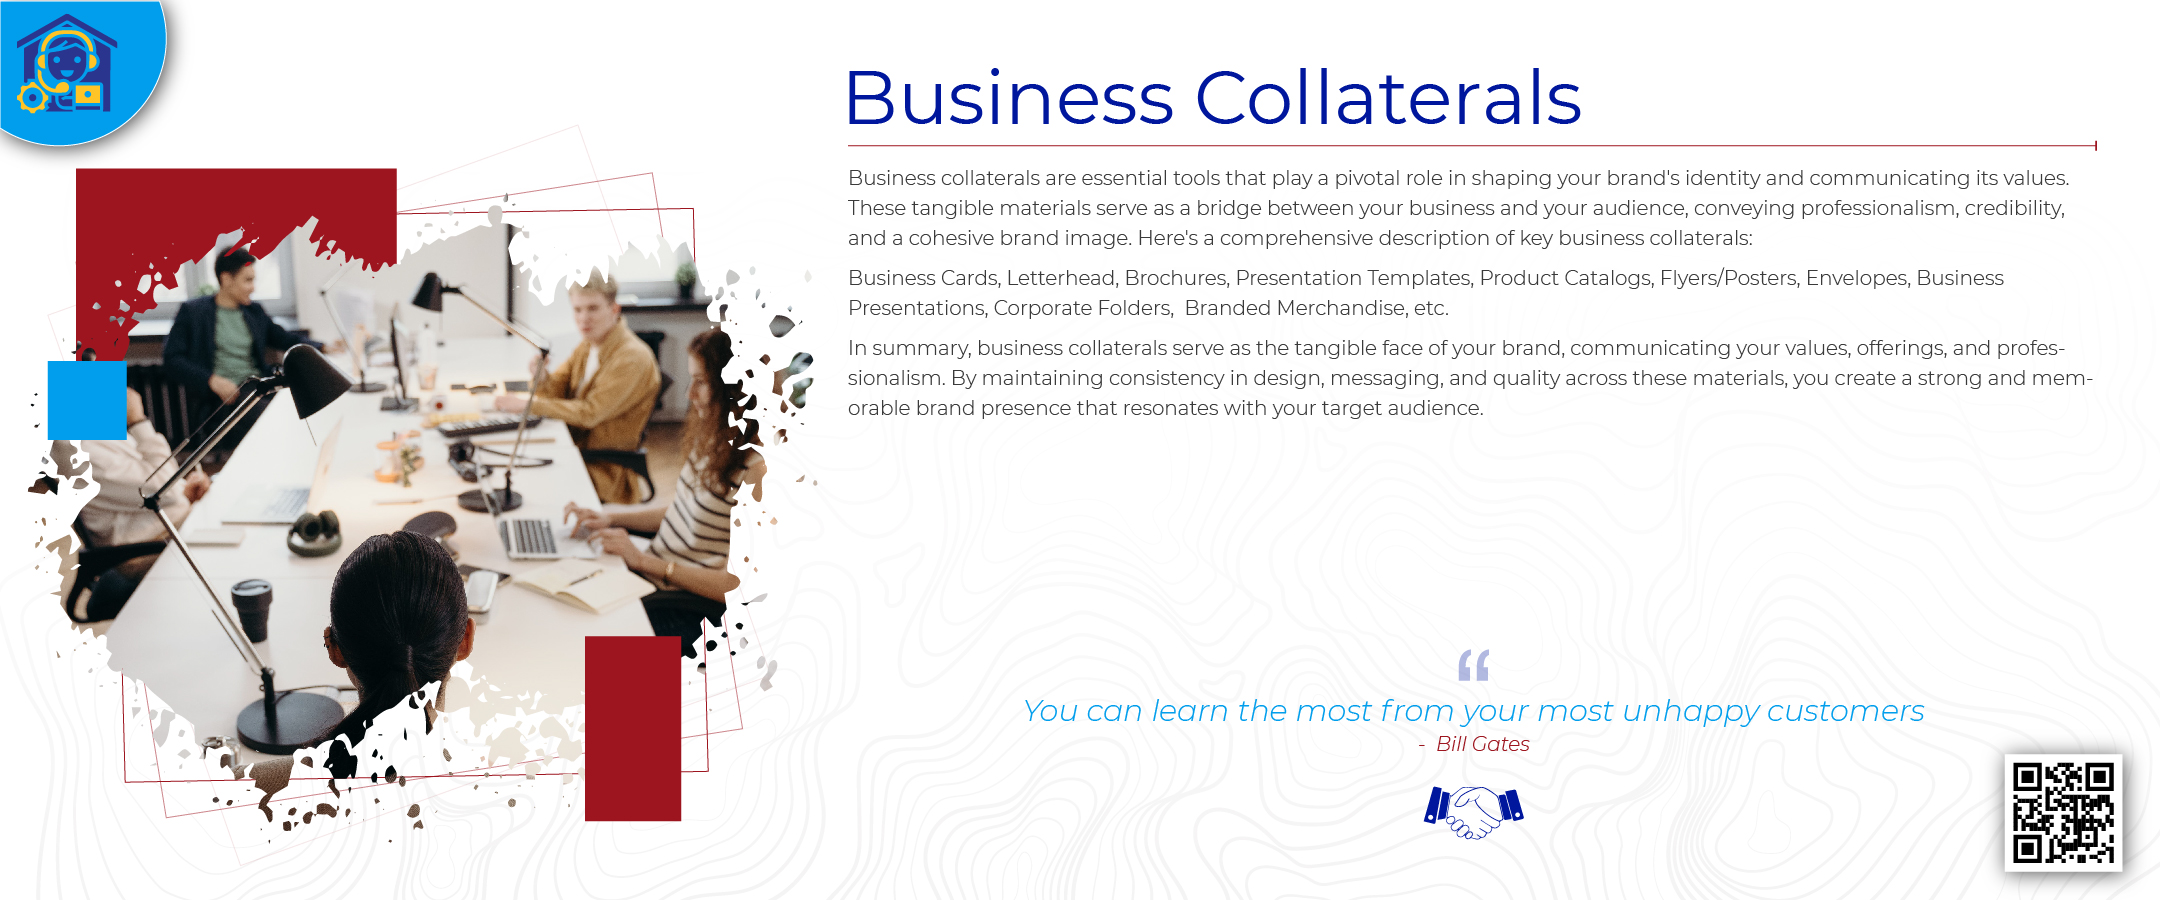 Business Collaterals
Business collaterals are essential tools that play a pivotal role in shaping your brand's identity and communicating its values.
These tangible materials serve as a bridge between your business and your audience, conveying professionalism, credibility,
and a cohesive brand image. Here's a comprehensive description of key business collaterals:
Business Cards, Letterhead, Brochures, Presentation Templates, Product Catalogs, Flyers/Posters, Envelopes, Business
Presentations, Corporate Folders,  Branded Merchandise, etc.
In summary, business collaterals serve as the tangible face of your brand, communicating your values, offerings, and profes-
sionalism. By maintaining consistency in design, messaging, and quality across these materials, you create a strong and mem-
orable brand presence that resonates with your target audience.
“
You can learn the most from your most unhappy customers
- Bill Gates